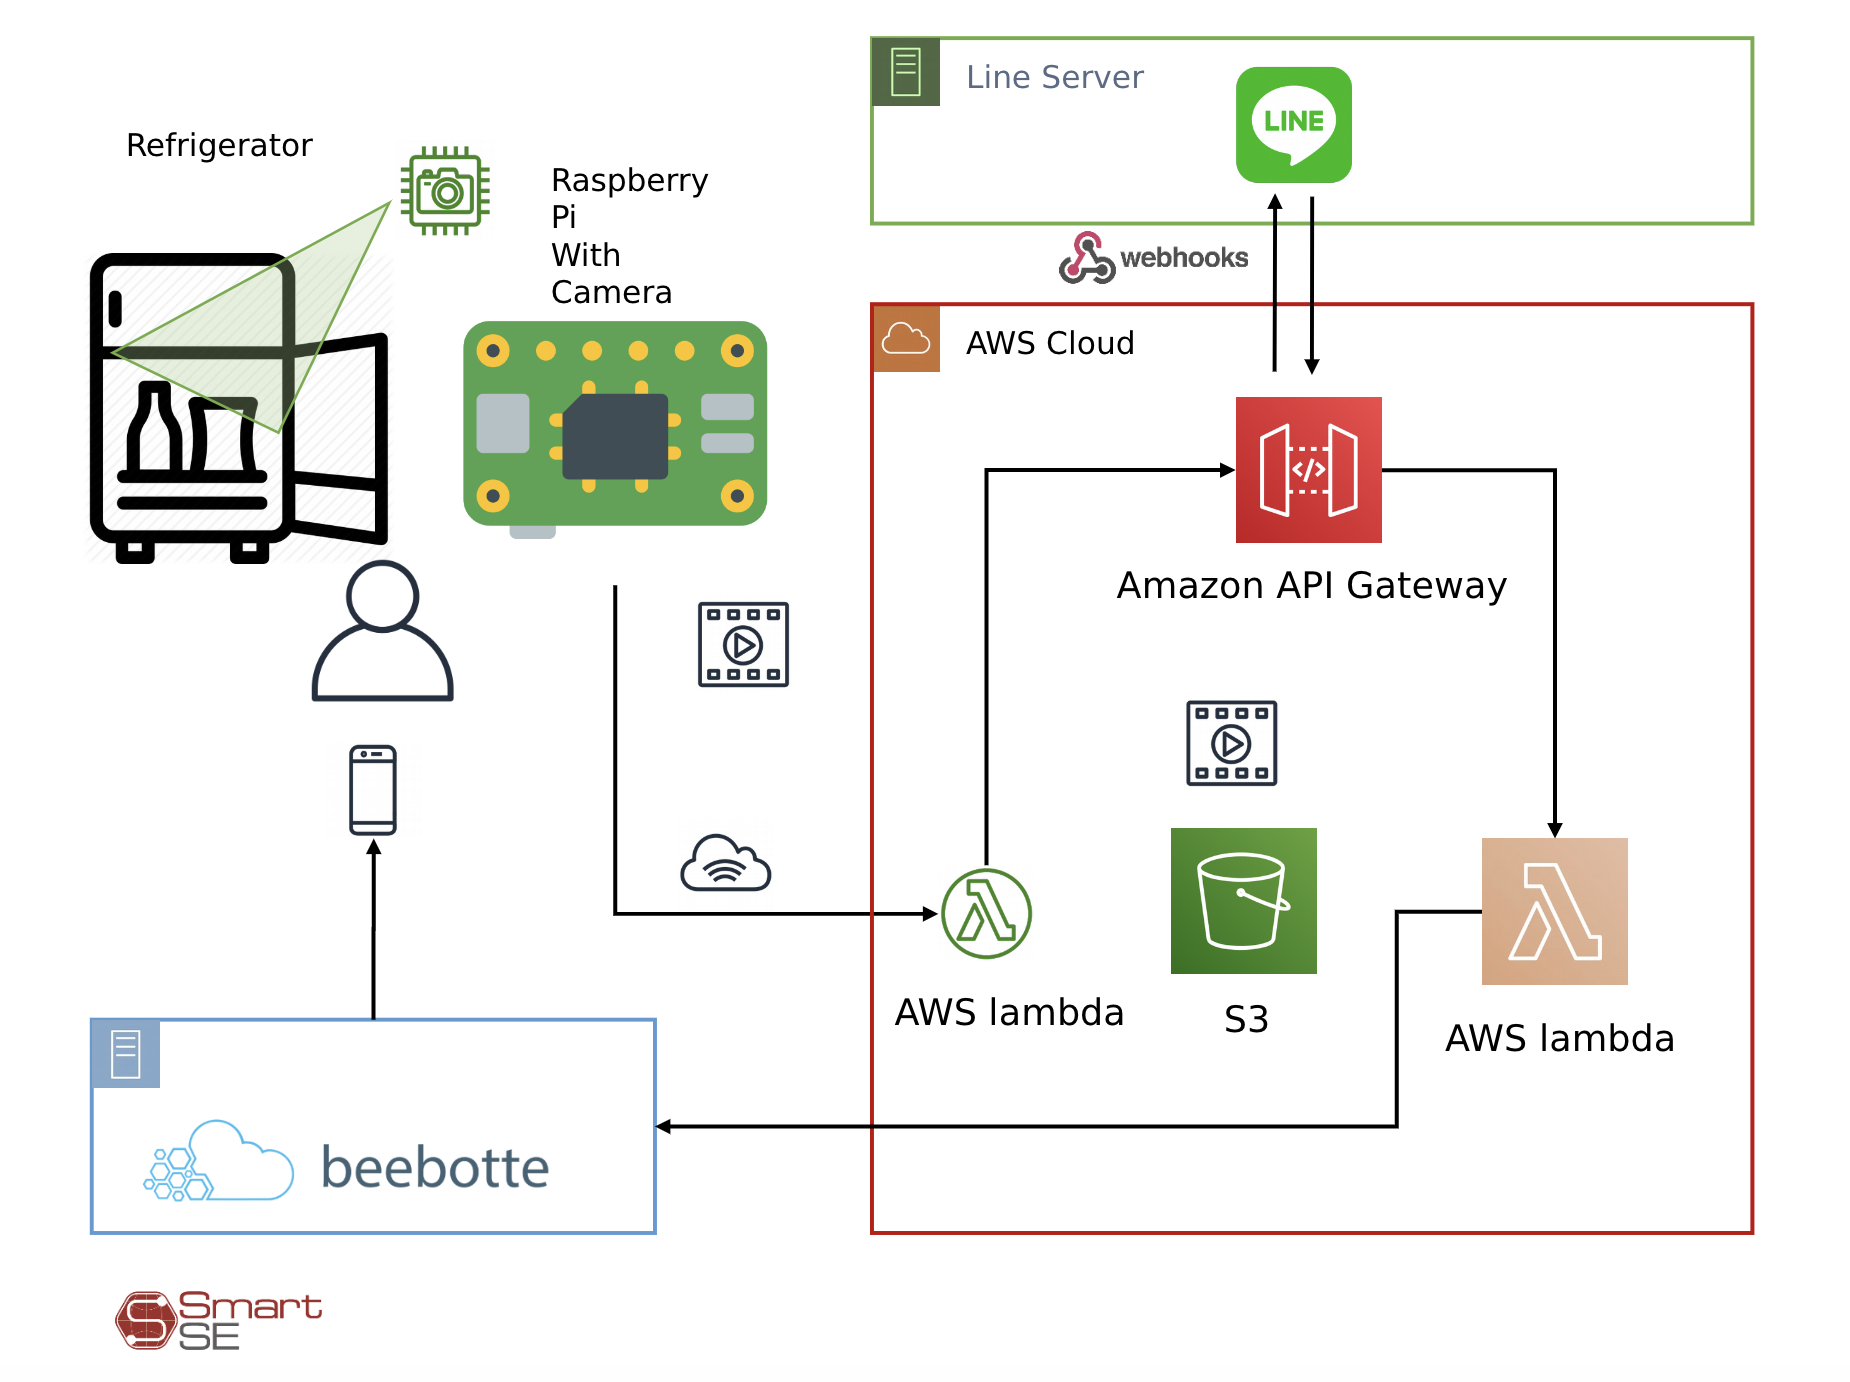 Line Server
LINE
Refrigerator
Raspberry
Pi
With
Camera
webhooks
AWS Cloud
</>
Amazon API Gateway
AWS lambda
S3
AWS lambda
beebotte
Smart
SE